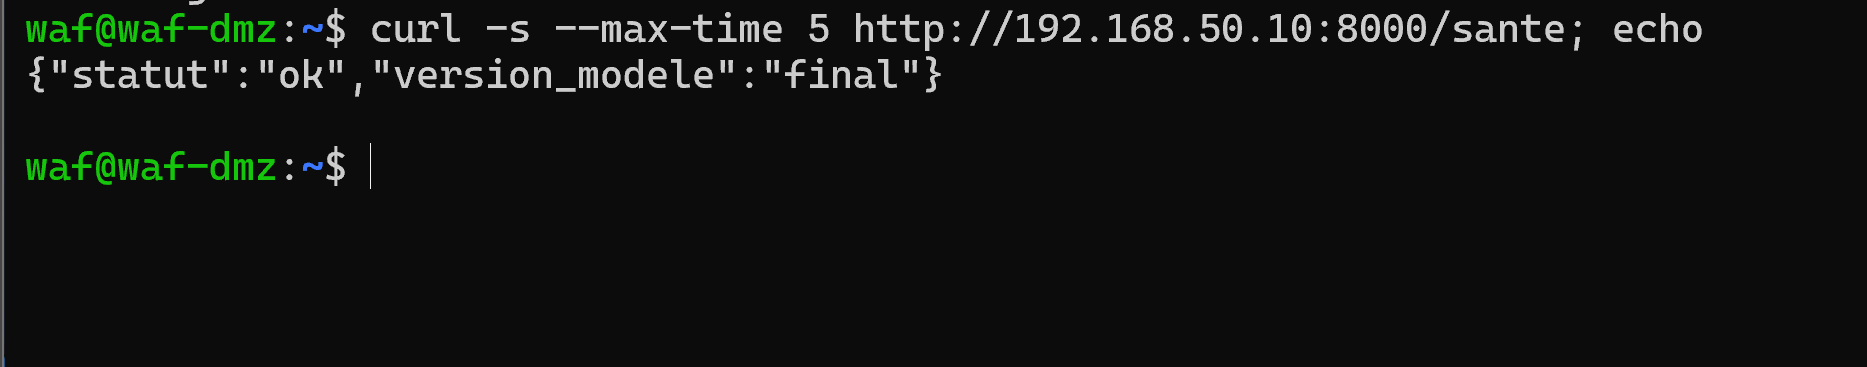 waf@waf-dmz:~$ curl -s --max-time 5 http://192.168.50.10:8000/sante; echo
{"statut":"ok","version_modele":"final"}
waf@waf-dmz:~$